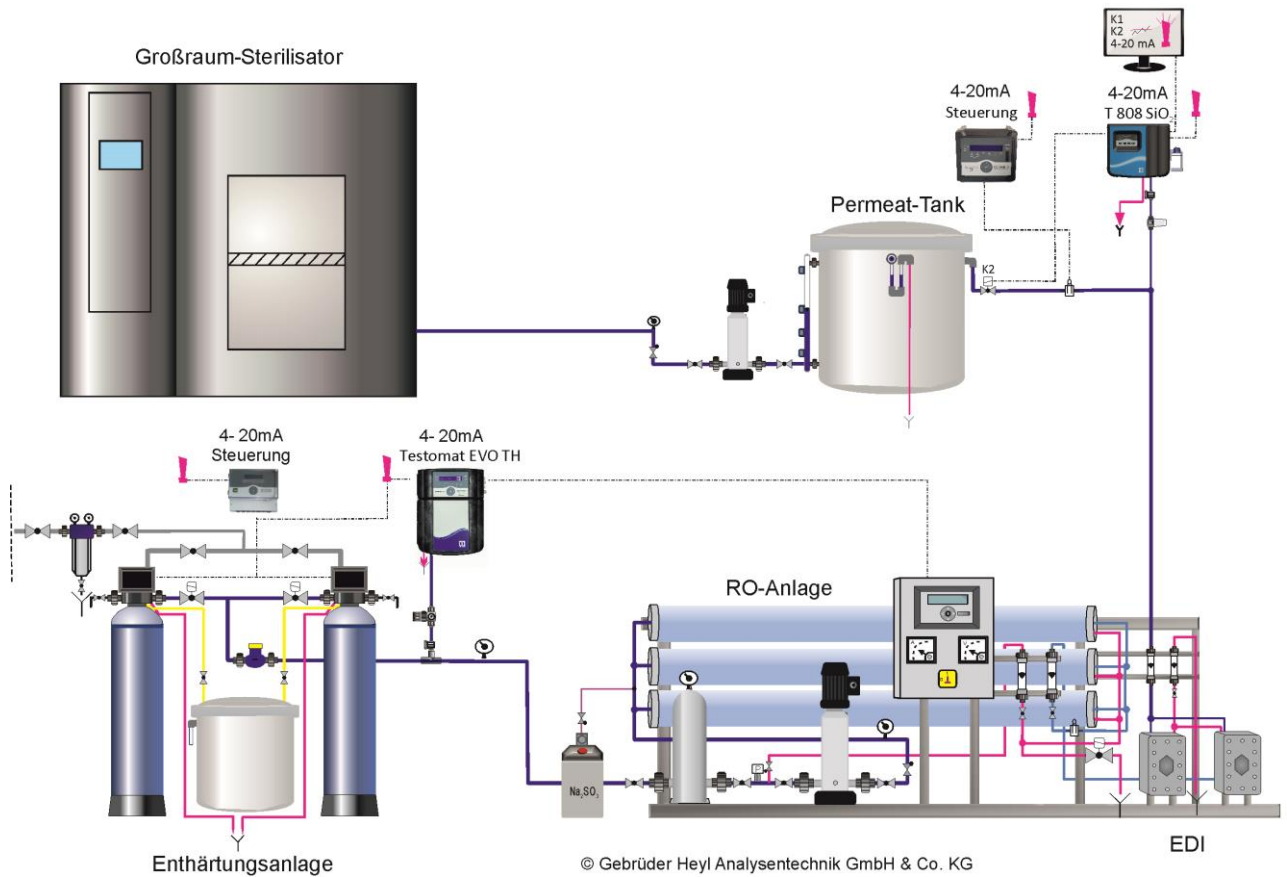 Großraum-Sterilisator
K1
K2
4-20 mA
4-20mA
Steuerung
4-20mA
T 808 SiO2
Permeat-Tank
K2
4- 20mA
Steuerung
4- 20mA
Testomat EVO TH
RO-Anlage
Na2SO3
Enthärtungsanlage
© Gebrüder Heyl Analysentechnik GmbH & Co. KG
EDI